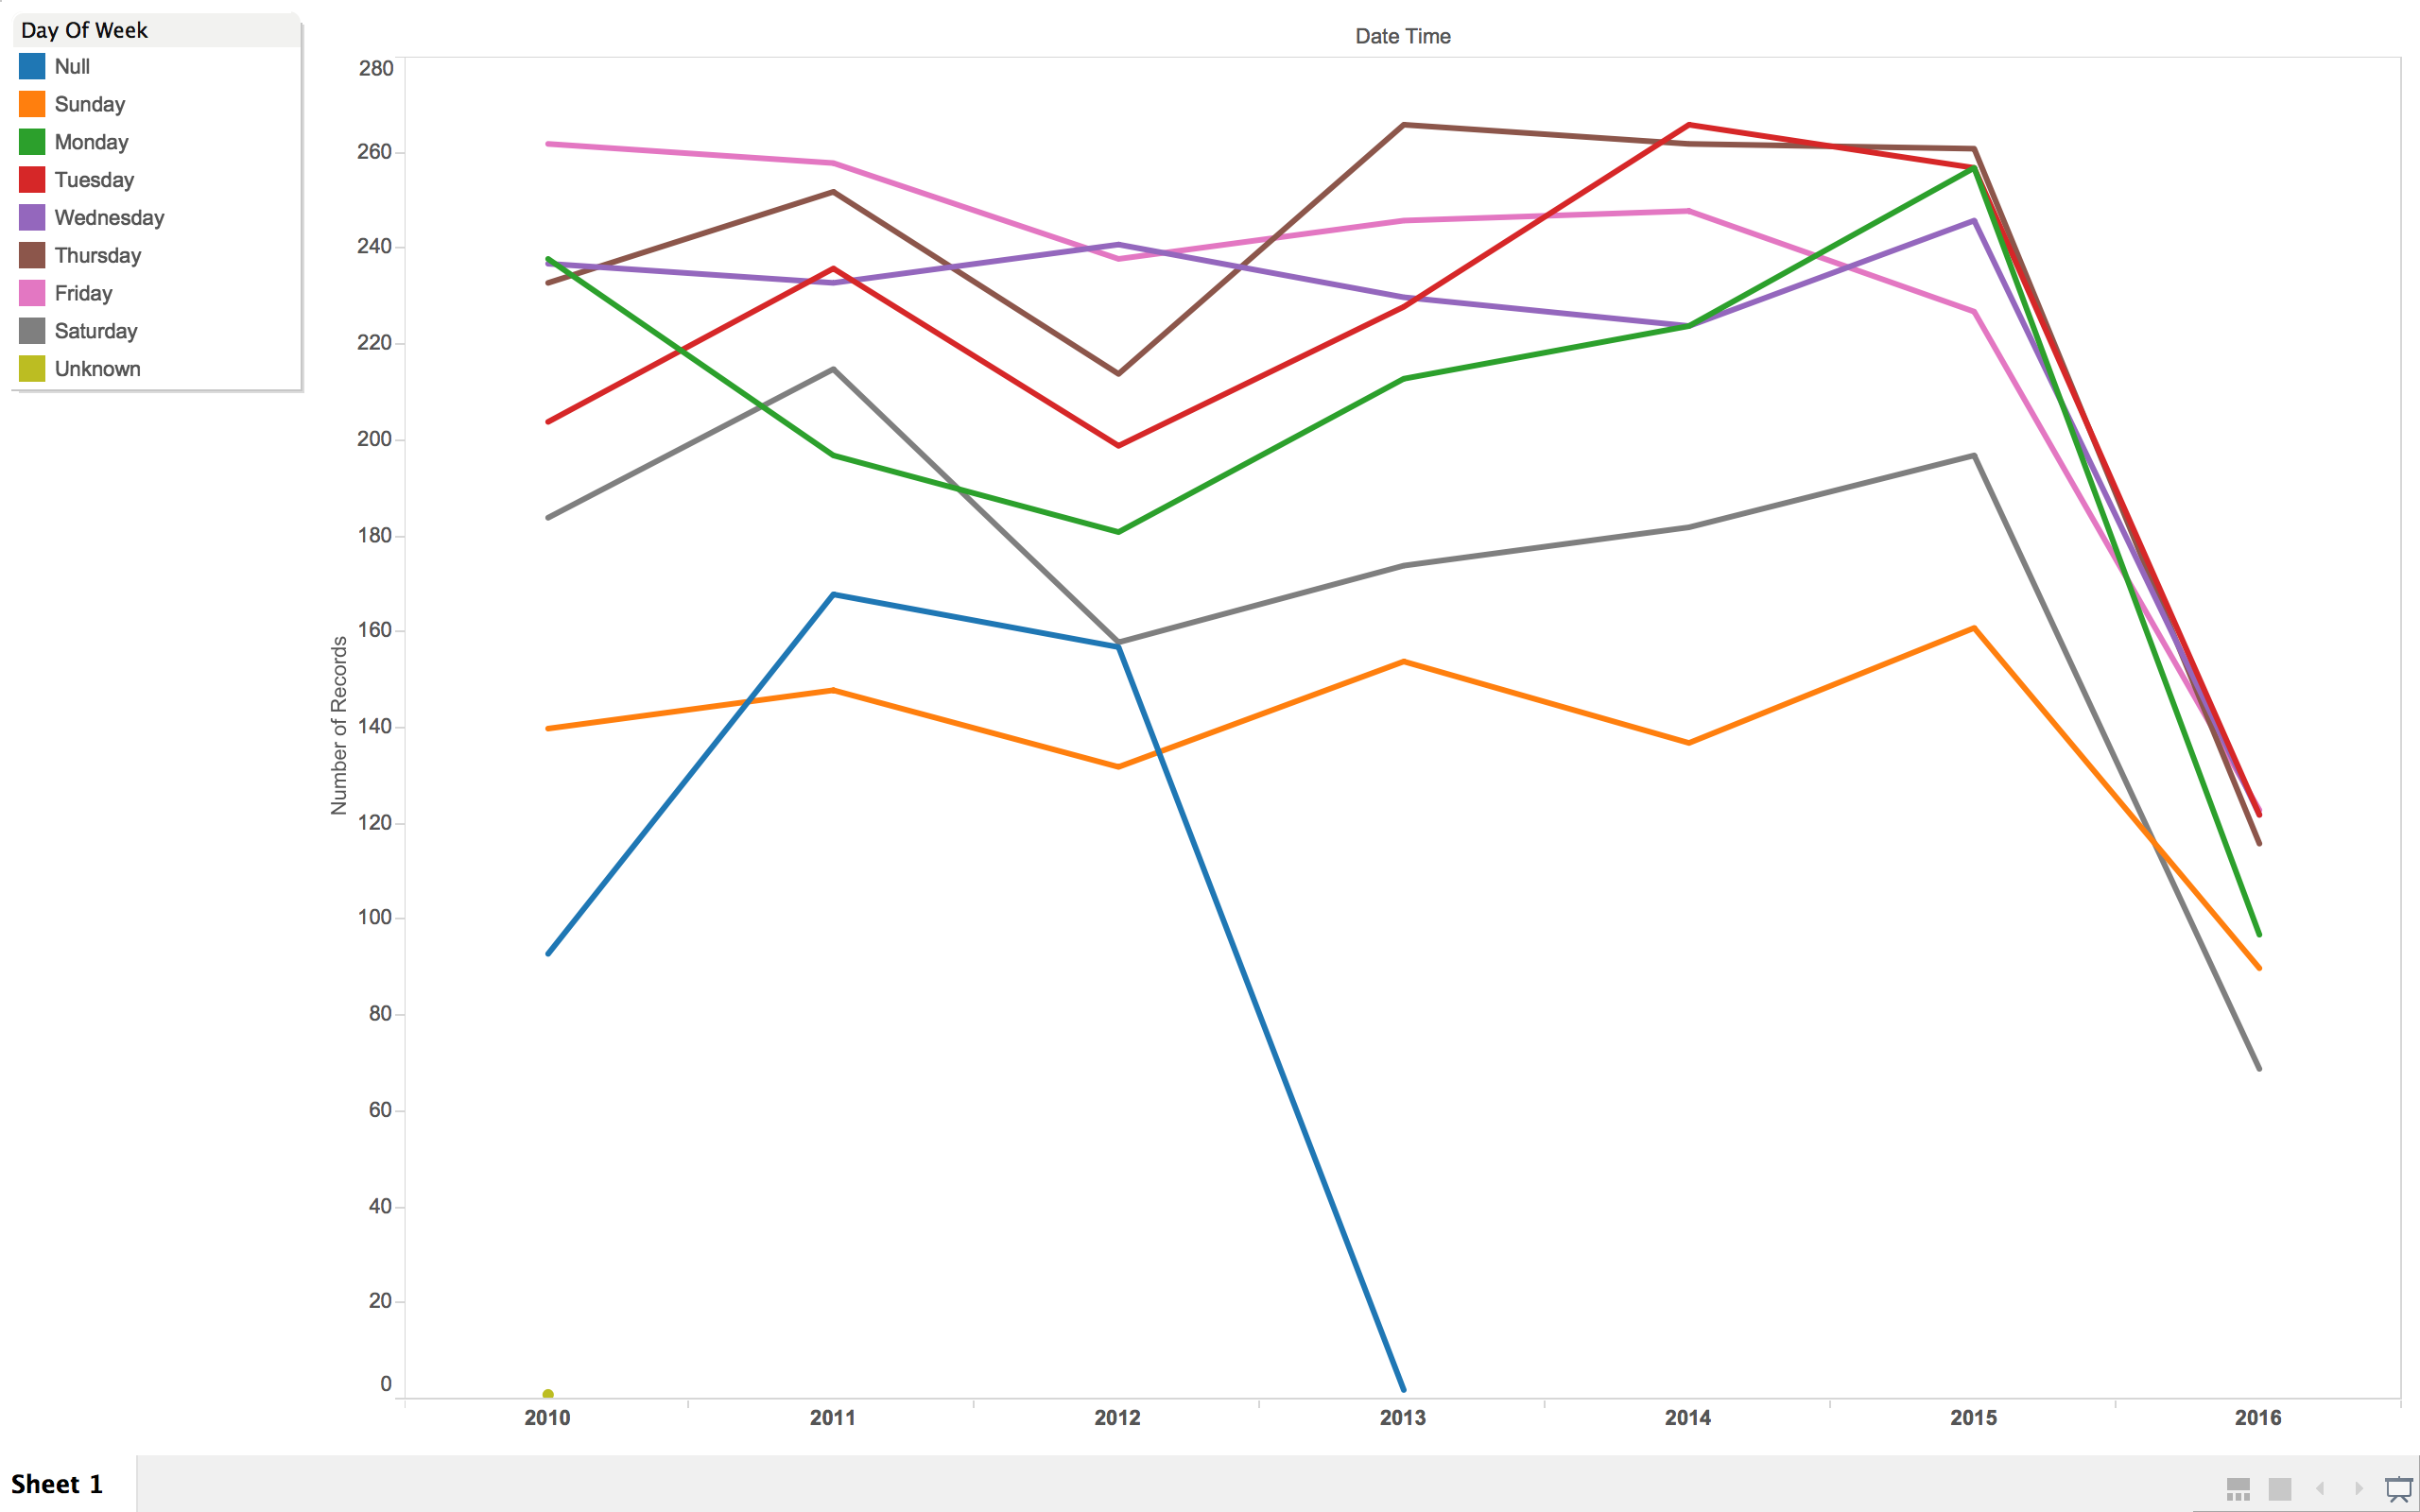 Day Of Week
Null
Sunday
Monday
Tuesday
Wednesday
Thursday
Friday
Saturday
Unknown
Date Time
280
260
240
220
200
180
160
140
120
100
80
60
40
20
0
Number of Records
2010 2011 2012 2013 2014 2015 2016
Sheet 1